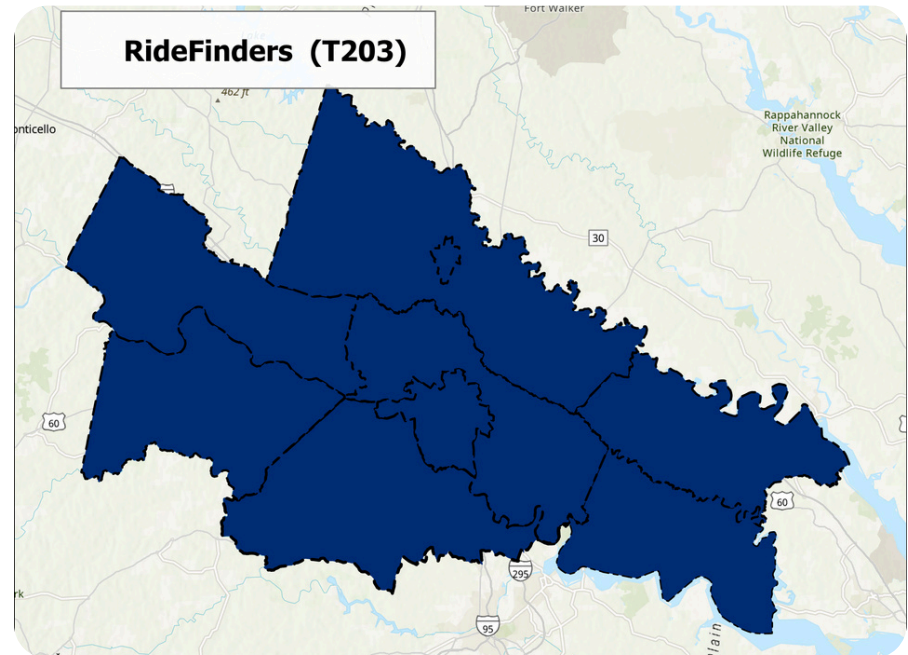 Fort Walker
RideFinders (T203)
462 ft
onticello
Rappahannock
River Valley
National
Wildlife Refuge
30
60
60
295
95
rk
lain